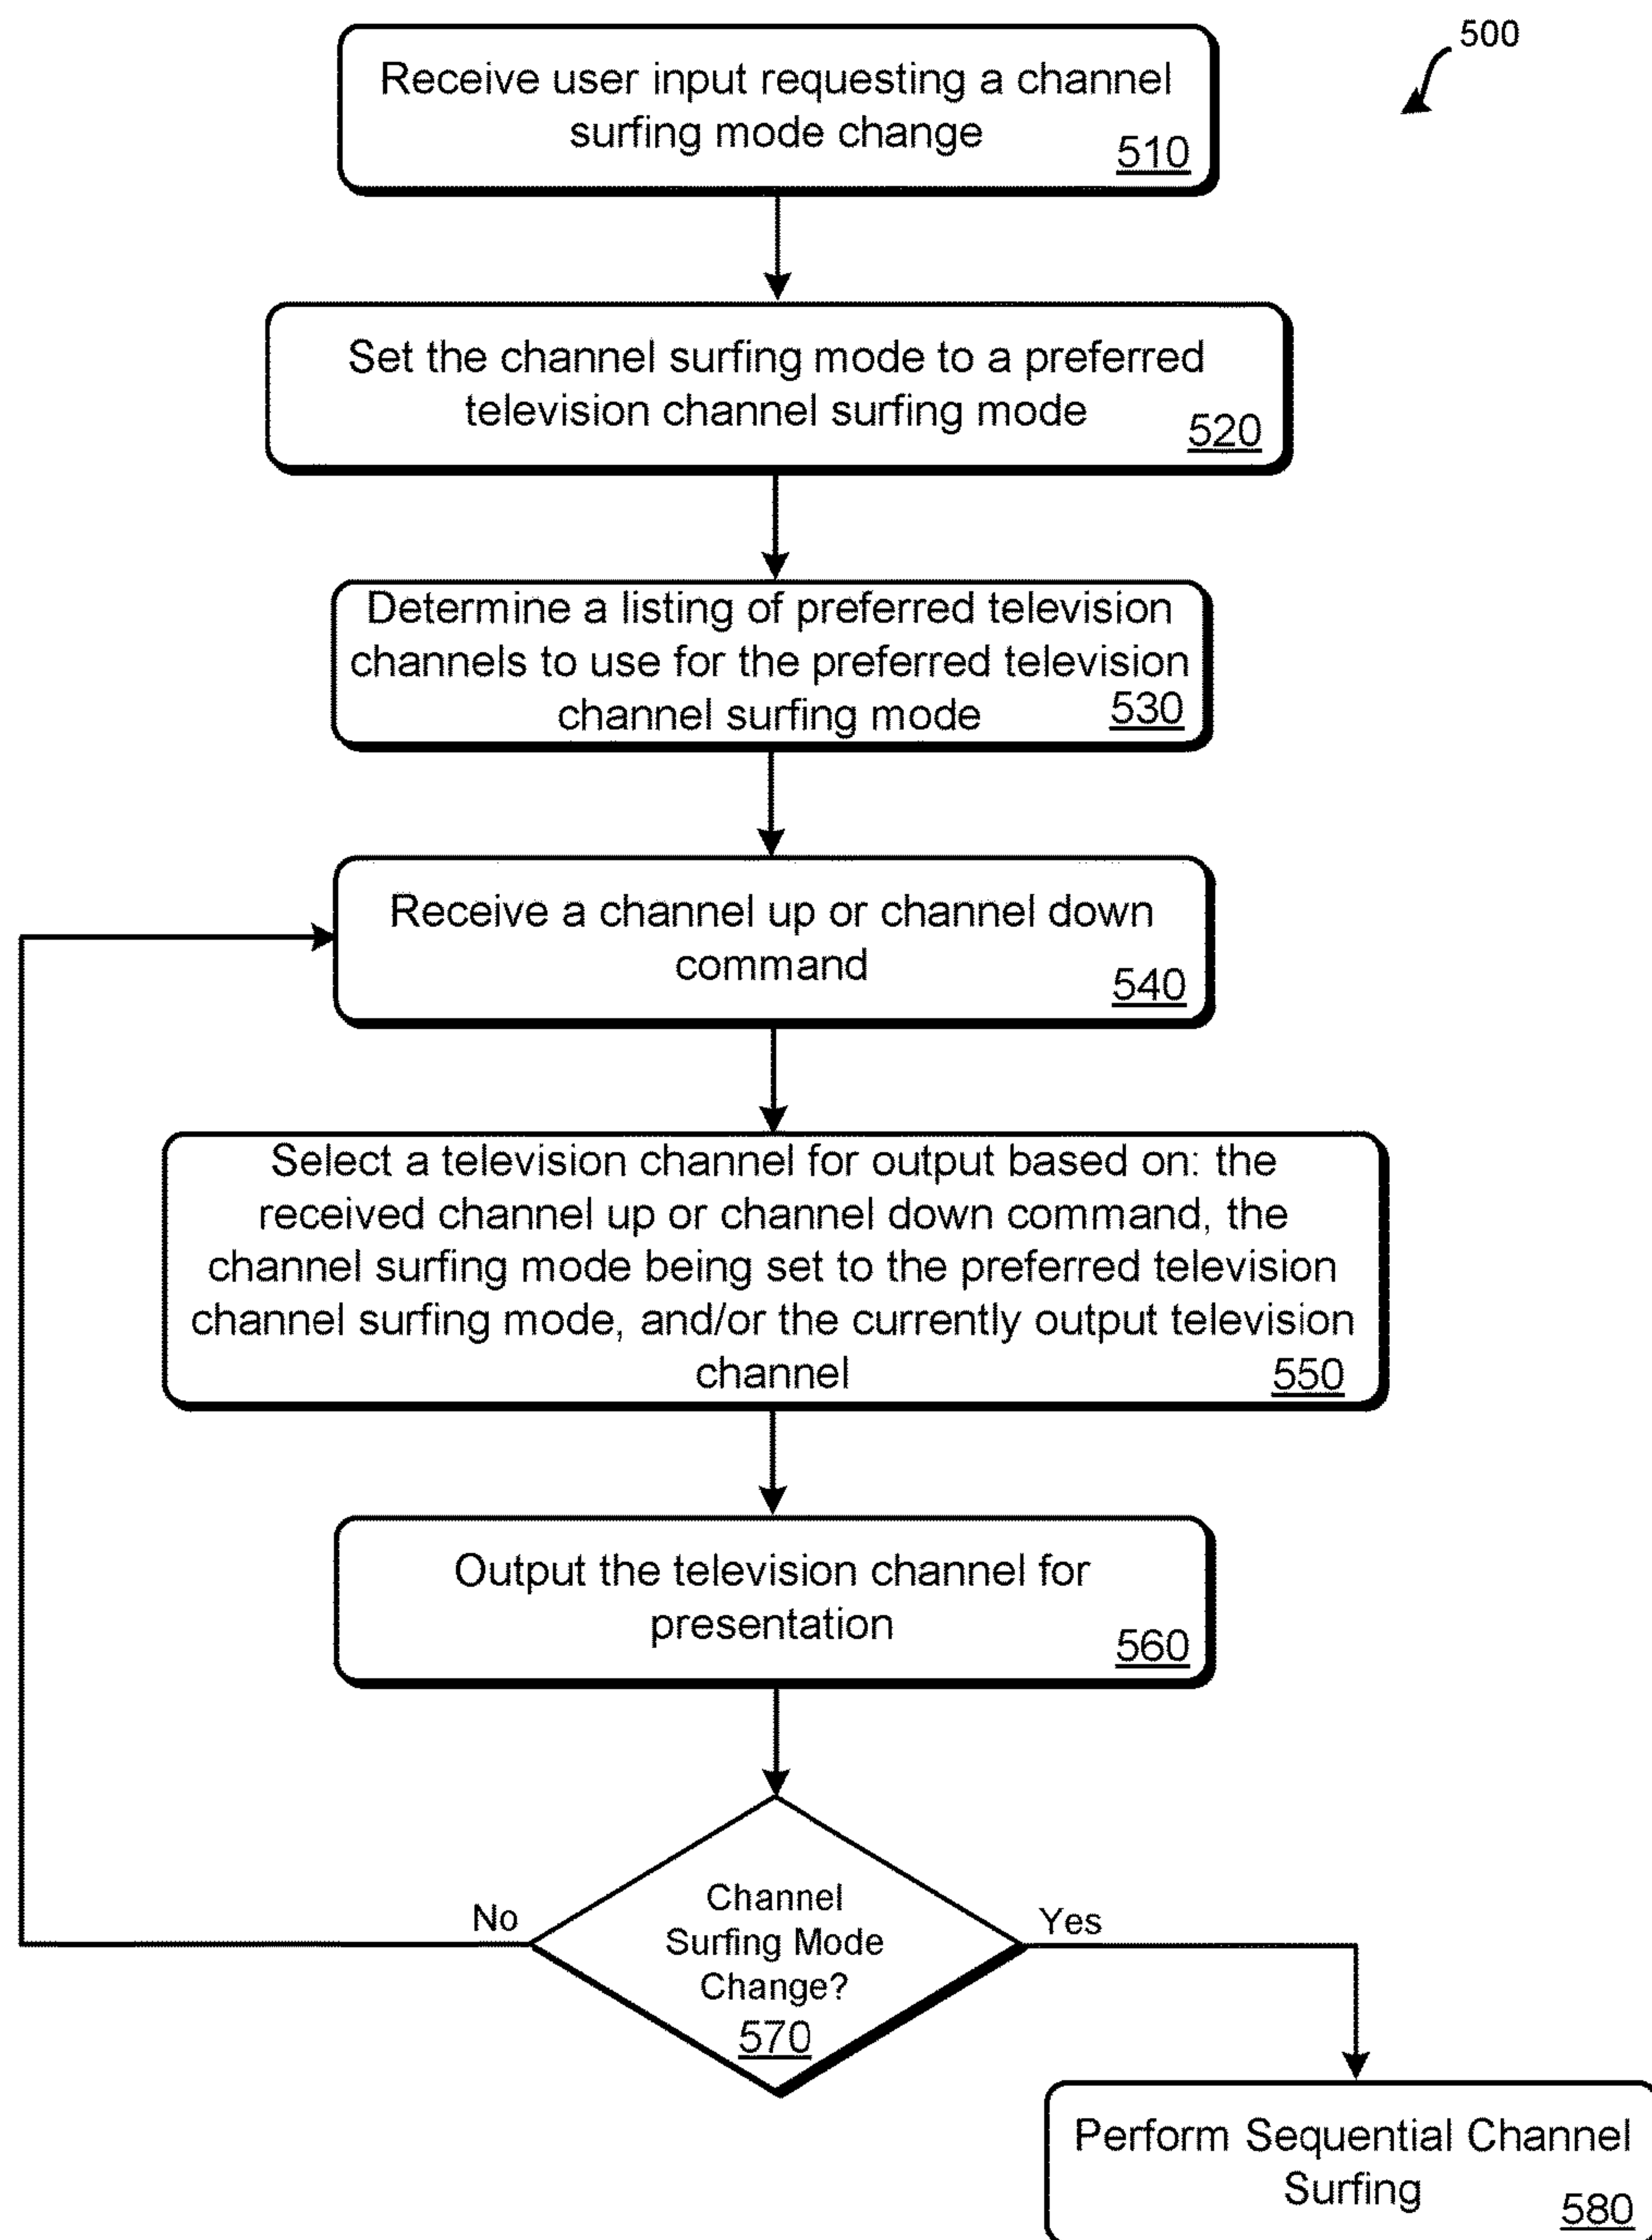 500
Receive user input requesting a channel
surfing mode change
510
Set the channel surfing mode to a preferred
television channel surfing mode
520
Determine a listing of preferred television
channels to use for the preferred television
channel surfing mode
530
Receive a channel up or channel down
command
540
Select a television channel for output based on: the
received channel up or channel down command, the
channel surfing mode being set to the preferred television
channel surfing mode, and/or the currently output television
channel
550
Output the television channel for
presentation
560
Channel
Surfing Mode
Change?
570
No
Yes
Perform Sequential Channel
Surfing
580